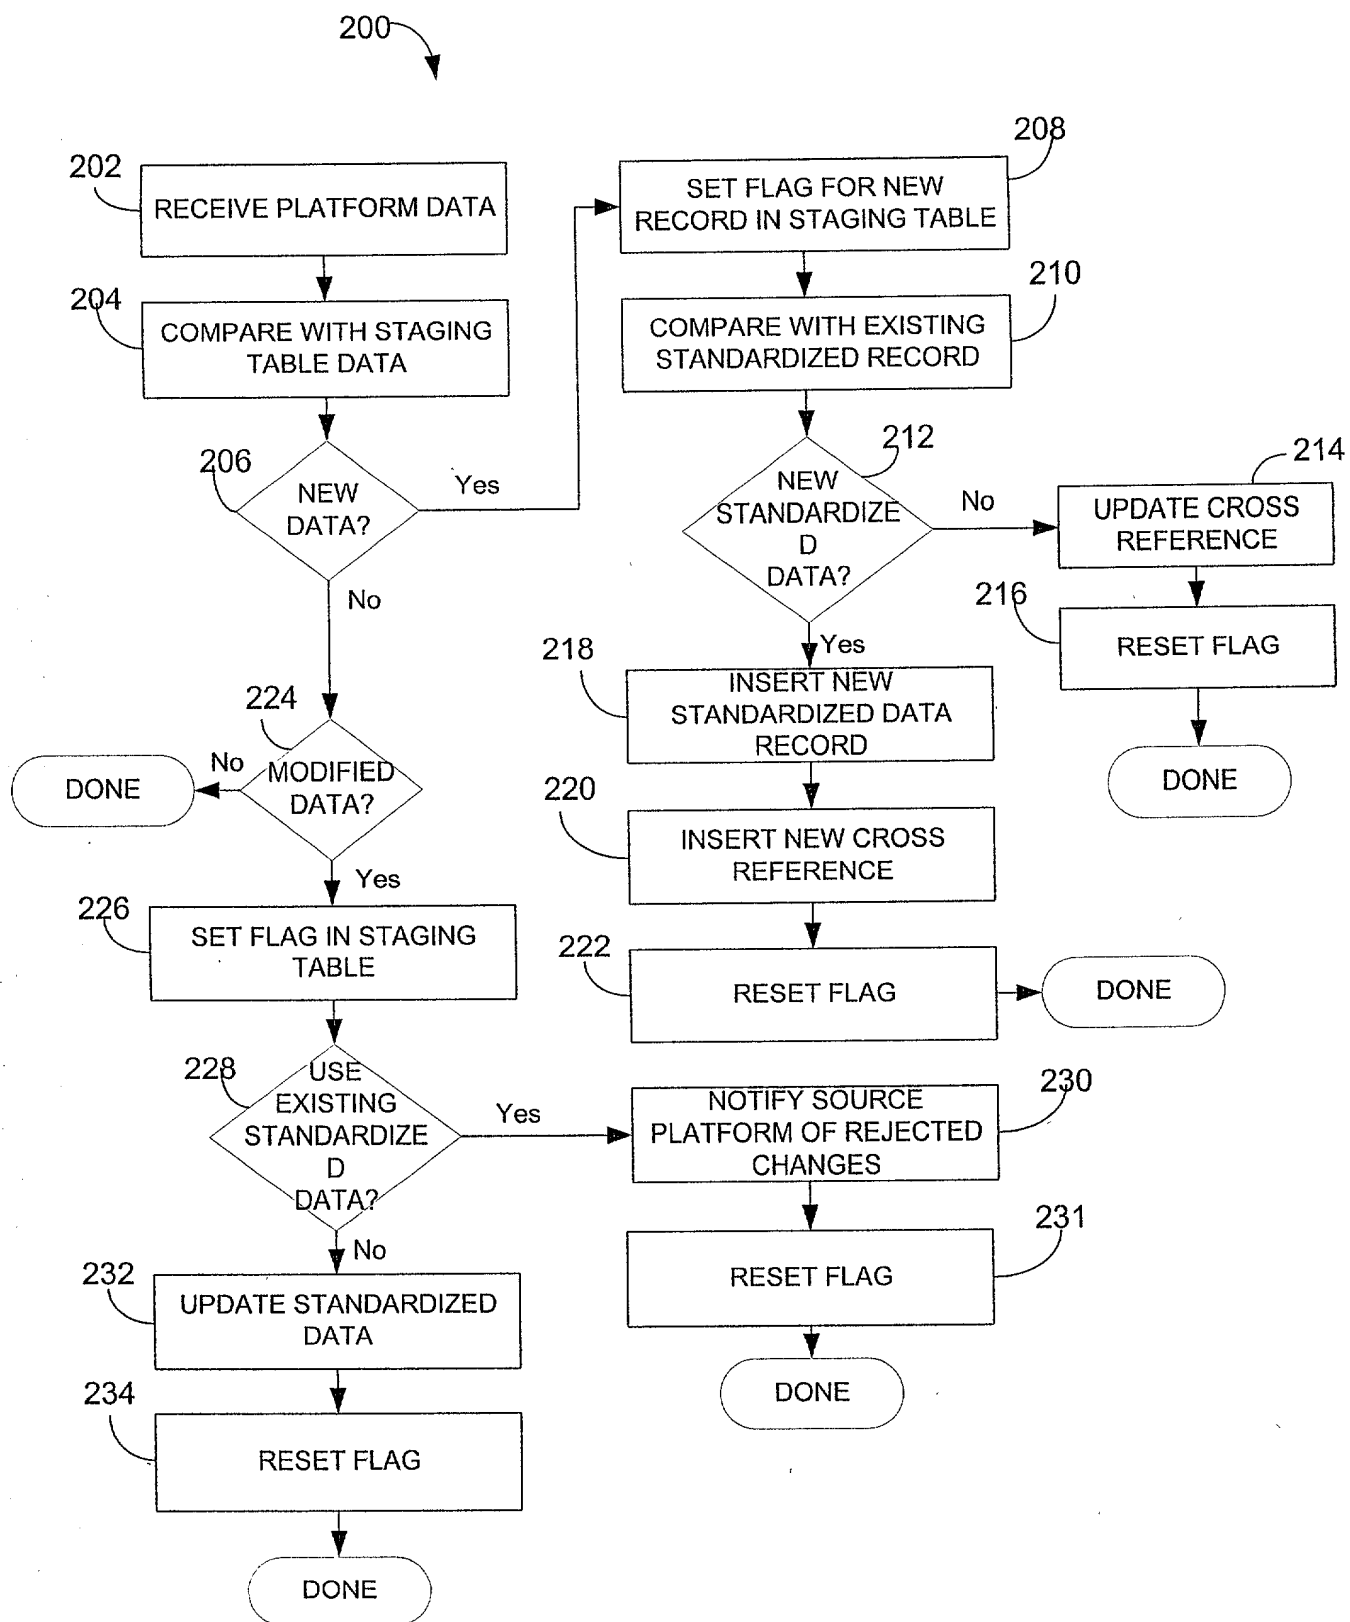 200
202
RECEIVE PLATFORM DATA
204
COMPARE WITH STAGING
TABLE DATA
206
NEW
DATA?
Yes
No
208
SET FLAG FOR NEW
RECORD IN STAGING TABLE
210
COMPARE WITH EXISTING
STANDARDIZED RECORD
212
NEW
STANDARDIZE
D
DATA?
No
Yes
214
UPDATE CROSS
REFERENCE
216
RESET FLAG
DONE
218
INSERT NEW
STANDARDIZED DATA
RECORD
220
INSERT NEW CROSS
REFERENCE
222
RESET FLAG
DONE
224
MODIFIED
DATA?
No
DONE
Yes
226
SET FLAG IN STAGING
TABLE
228
USE
EXISTING
STANDARDIZE
D
DATA?
Yes
No
230
NOTIFY SOURCE
PLATFORM OF REJECTED
CHANGES
231
RESET FLAG
DONE
232
UPDATE STANDARDIZED
DATA
234
RESET FLAG
DONE